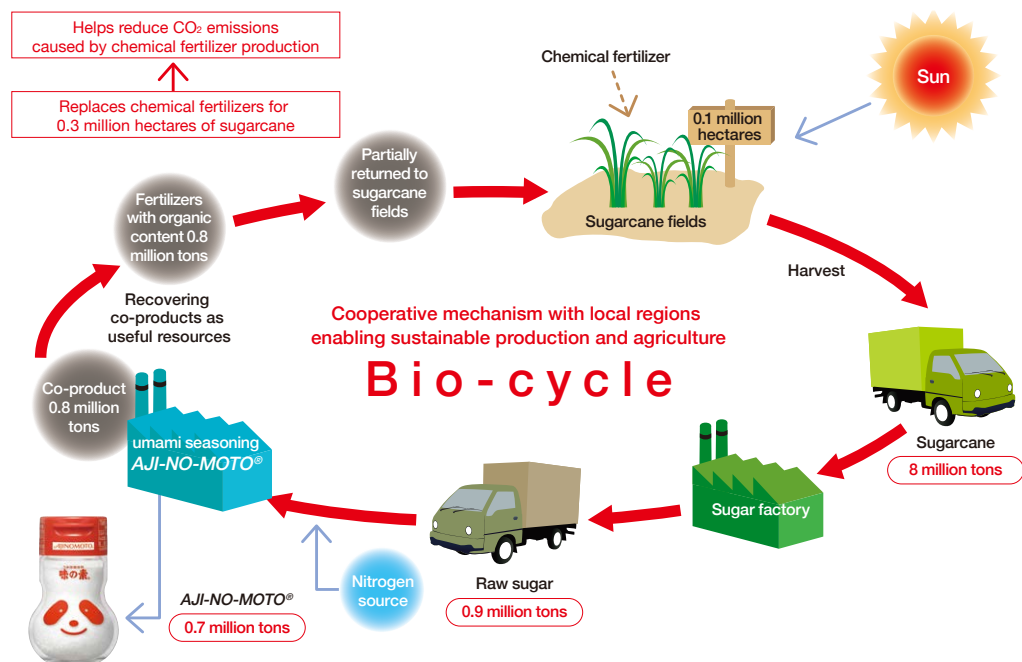 Helps reduce CO₂ emissions
caused by chemical fertilizer production
Replaces chemical fertilizers for
0.3 million hectares of sugarcane
Chemical fertilizer
Sun
0.1 million
hectares
Sugarcane fields
Partially
returned to
sugarcane
fields
Fertilizers
with organic
content 0.8
million tons
Recovering
co-products as
useful resources
Harvest
Cooperative mechanism with local regions
enabling sustainable production and agriculture
Bio-cycle
Co-product
0.8 million
tons
umami seasoning
AJI-NO-MOTO®
Sugarcane
8 million tons
Sugar factory
Raw sugar
0.9 million tons
Nitrogen
source
AJI-NO-MOTO®
0.7 million tons
AJINOMOTO
味の素